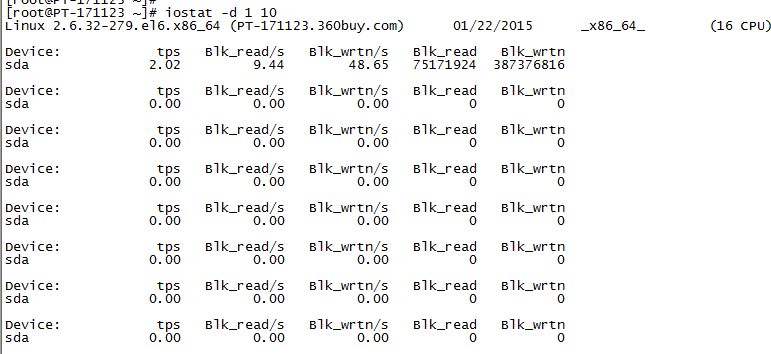 [root@PT-171123 ~]#
[root@PT-171123 ~]# iostat -d 1 10
Linux 2.6.32-279.el6.x86_64 (PT-171123.360buy.com) 01/22/2015 _x86_64_ (16 CPU)
Device: tps Blk_read/s Blk_wrtn/s Blk_read Blk_wrtn
sda 2.02 9.44 48.65 75171924 387376816
Device: tps Blk_read/s Blk_wrtn/s Blk_read Blk_wrtn
sda 0.00 0.00 0.00 0 0
Device: tps Blk_read/s Blk_wrtn/s Blk_read Blk_wrtn
sda 0.00 0.00 0.00 0 0
Device: tps Blk_read/s Blk_wrtn/s Blk_read Blk_wrtn
sda 0.00 0.00 0.00 0 0
Device: tps Blk_read/s Blk_wrtn/s Blk_read Blk_wrtn
sda 0.00 0.00 0.00 0 0
Device: tps Blk_read/s Blk_wrtn/s Blk_read Blk_wrtn
sda 0.00 0.00 0.00 0 0
Device: tps Blk_read/s Blk_wrtn/s Blk_read Blk_wrtn
sda 0.00 0.00 0.00 0 0
Device: tps Blk_read/s Blk_wrtn/s Blk_read Blk_wrtn
sda 0.00 0.00 0.00 0 0